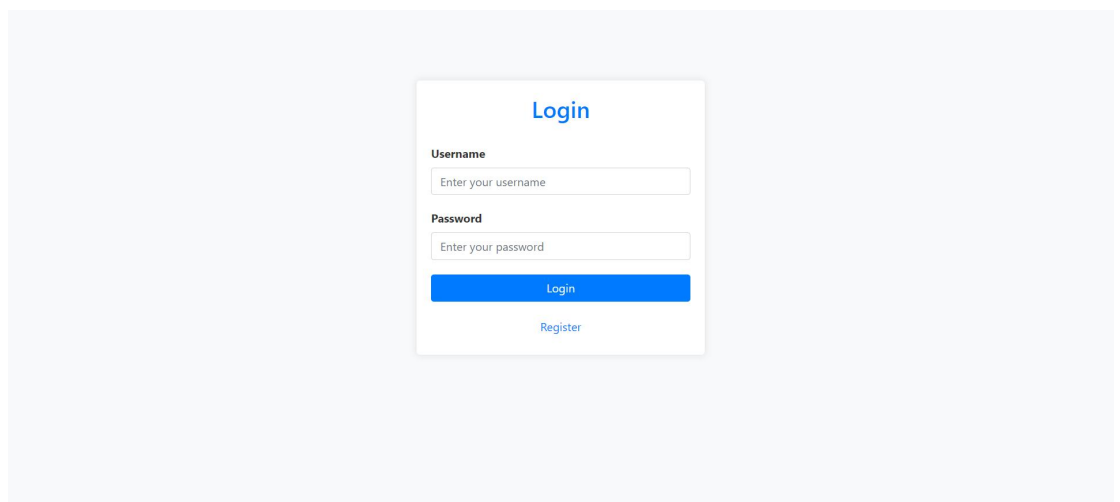 Login
Username
Enter your username
Password
Enter your password
Login
Register